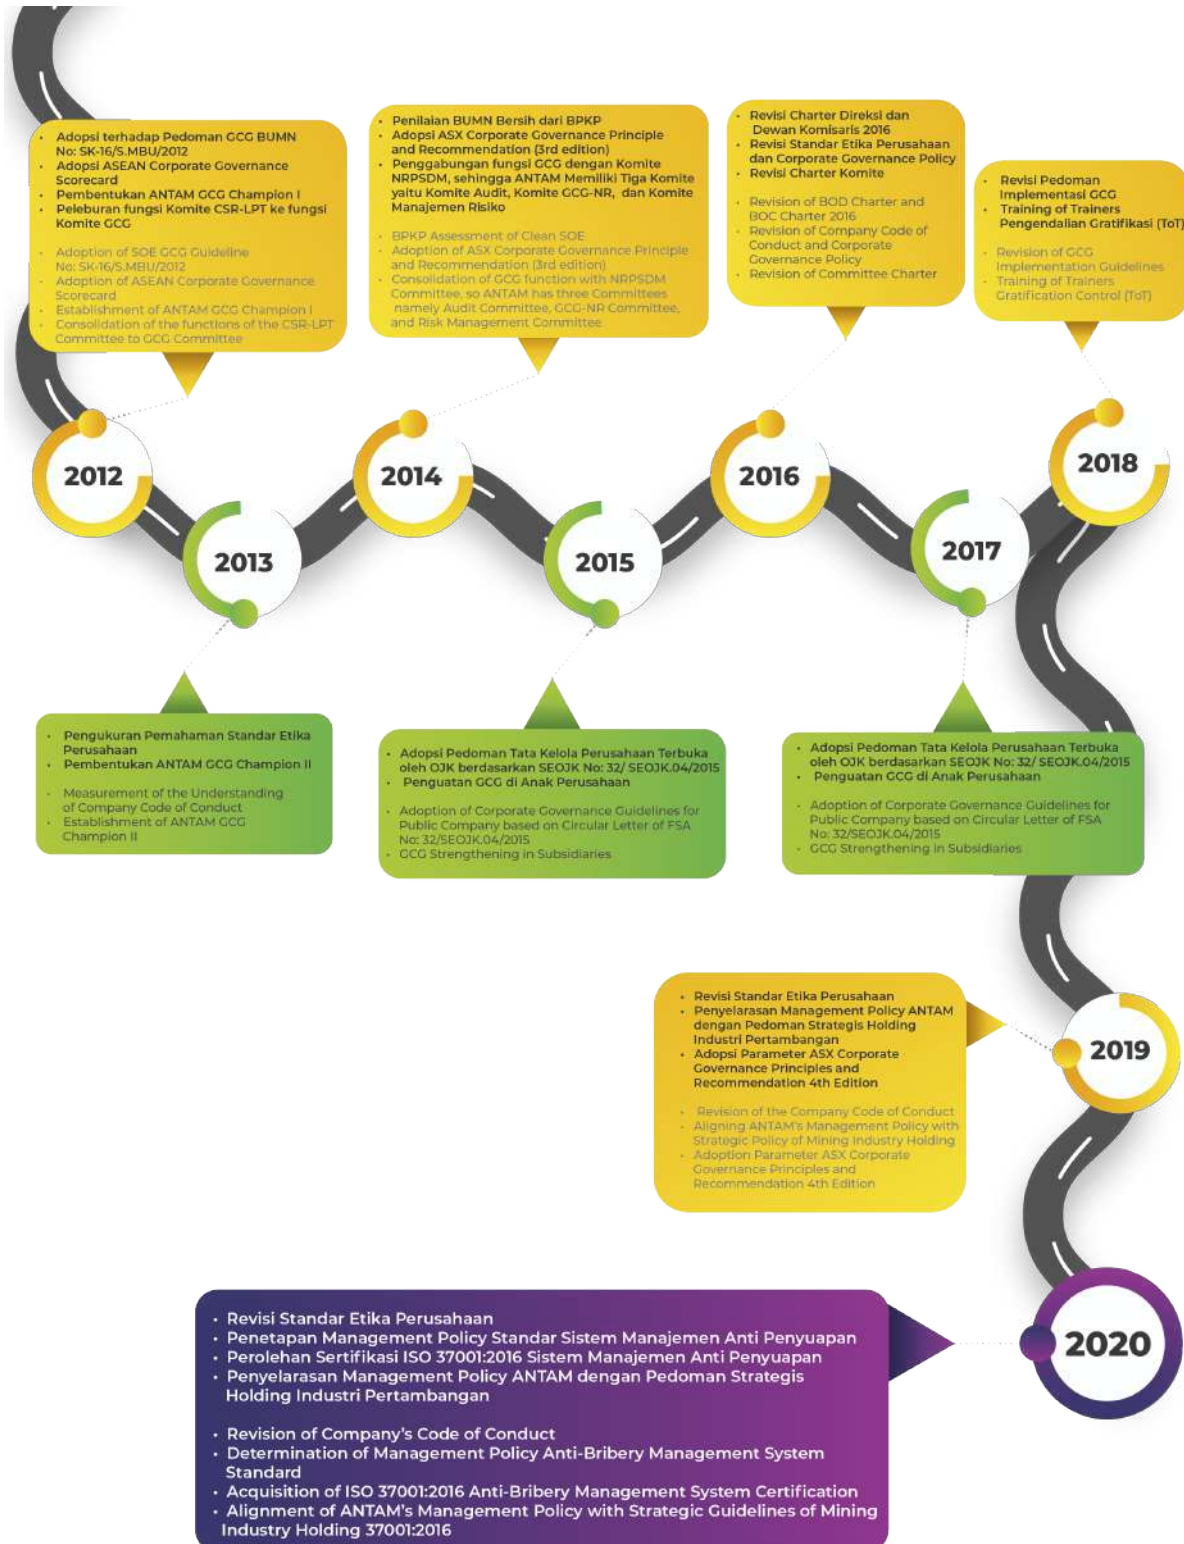 • Adopsi terhadap Pedoman GCG BUMN
No: SK-16/S.MBU/2012
• Adopsi ASEAN Corporate Governance
Scorecard
• Pembentukan ANTAM GCG Champion I
• Peleburan fungsi Komite CSR-LPT ke fungsi
Komite GCG
• Adoption of SOE GCG Guideline
No: SK-16/S.MBU/2012
• Adoption of ASEAN Corporate Governance
Scorecard
• Establishment of ANTAM GCG Champion I
• Consolidation of the functions of the CSR-LPT
Committee to GCG Committee
• Penilaian BUMN Bersih dari BPKP
• Adopsi ASX Corporate Governance Principle
and Recommendation (3rd edition)
• Penggabungan fungsi GCG dengan Komite
NRPSDM, sehingga ANTAM Memiliki Tiga Komite
yaitu Komite Audit, Komite GCG-NR, dan Komite
Manajemen Risiko
• BPKP Assessment of Clean SOE
• Adoption of ASX Corporate Governance Principle
and Recommendation (3rd edition)
• Consolidation of GCG function with NRPSDM
Committee, so ANTAM has three Committees
namely Audit Committee, GCG-NR Committee,
and Risk Management Committee
• Revisi Charter Direksi dan
Dewan Komisaris 2016
• Revisi Standar Etika Perusahaan
dan Corporate Governance Policy
• Revisi Charter Komite
• Revision of BOD Charter and
BOC Charter 2016
• Revision of Company Code of
Conduct and Corporate
Governance Policy
• Revision of Committee Charter
• Revisi Pedoman
Implementasi GCG
• Training of Trainers
Pengendalian Gratifikasi (ToT)
• Revision of GCG
Implementation Guidelines
• Training of Trainers
Gratification Control (ToT)
2012
2013
2014
2015
2016
2017
2018
• Pengukuran Pemahaman Standar Etika
Perusahaan
• Pembentukan ANTAM GCG Champion II
• Measurement of the Understanding
of Company Code of Conduct
• Establishment of ANTAM GCG
Champion II
• Adopsi Pedoman Tata Kelola Perusahaan Terbuka
oleh OJK berdasarkan SEOJK No: 32/ SEOJK.04/2015
• Penguatan GCG di Anak Perusahaan
• Adoption of Corporate Governance Guidelines for
Public Company based on Circular Letter of FSA
No: 32/SEOJK.04/2015
• GCG Strengthening in Subsidiaries
• Adopsi Pedoman Tata Kelola Perusahaan Terbuka
oleh OJK berdasarkan SEOJK No: 32/ SEOJK.04/2015
• Penguatan GCG di Anak Perusahaan
• Adoption of Corporate Governance Guidelines for
Public Company based on Circular Letter of FSA
No: 32/SEOJK.04/2015
• GCG Strengthening in Subsidiaries
• Revisi Standar Etika Perusahaan
• Penyelarasan Management Policy ANTAM
dengan Pedoman Strategis Holding
Industri Pertambangan
• Adopsi Parameter ASX Corporate
Governance Principles and
Recommendation 4th Edition
• Revision of the Company Code of Conduct
• Aligning ANTAM's Management Policy with
Strategic Policy of Mining Industry Holding
• Adoption Parameter ASX Corporate
Governance Principles and
Recommendation 4th Edition
2019
• Revisi Standar Etika Perusahaan
• Penetapan Management Policy Standar Sistem Manajemen Anti Penyuapan
• Perolehan Sertifikasi ISO 37001:2016 Sistem Manajemen Anti Penyuapan
• Penyelarasan Management Policy ANTAM dengan Pedoman Strategis
Holding Industri Pertambangan
• Revision of Company's Code of Conduct
• Determination of Management Policy Anti-Bribery Management System
Standard
• Acquisition of ISO 37001:2016 Anti-Bribery Management System Certification
• Alignment of ANTAM's Management Policy with Strategic Guidelines of Mining
Industry Holding 37001:2016
2020